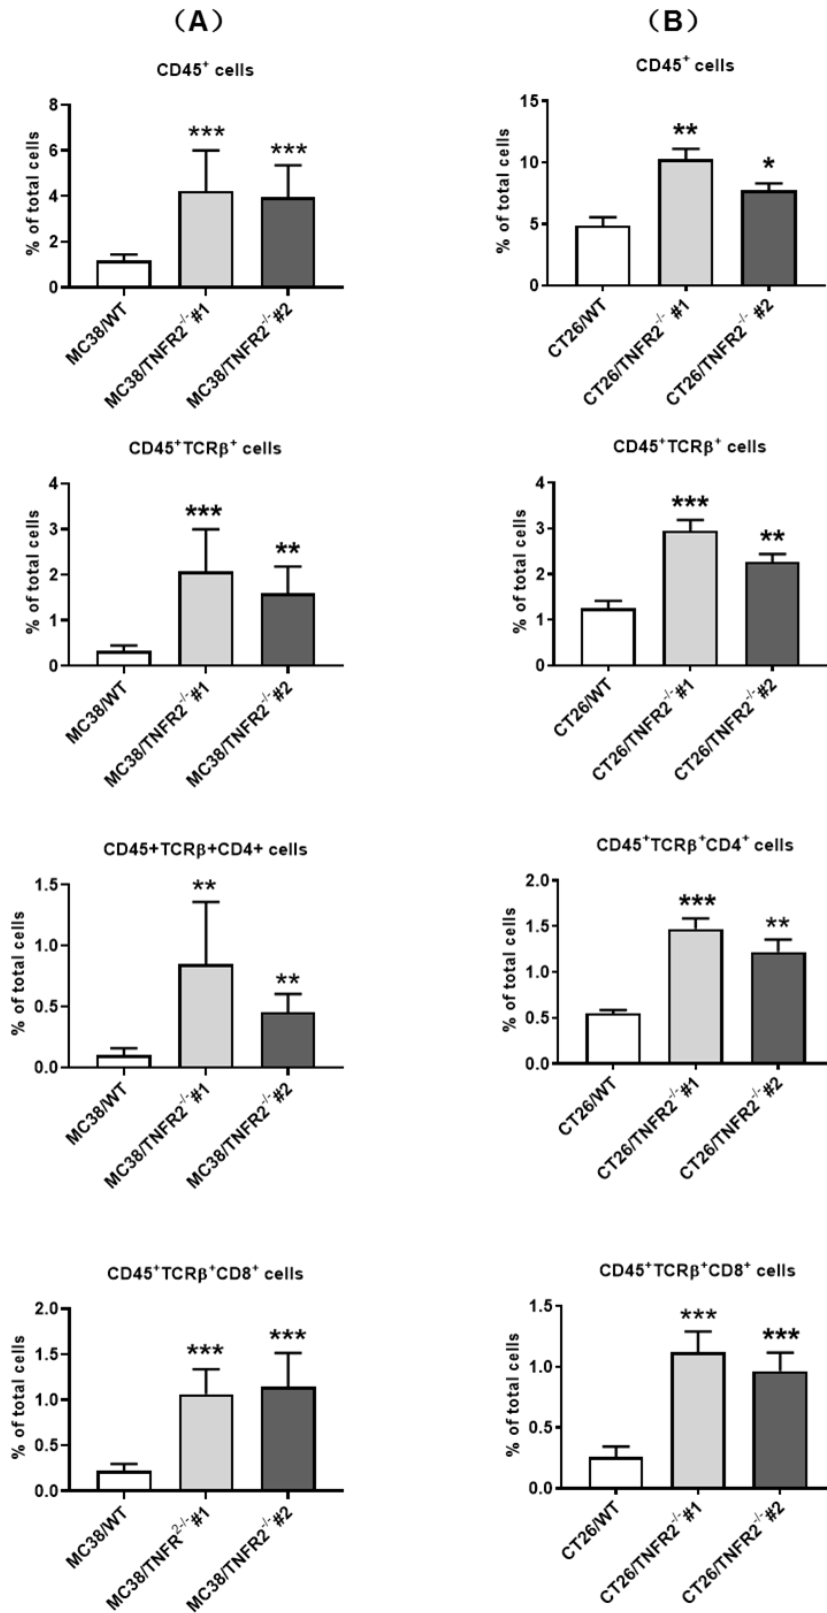 （A）
CD45⁺ cells
% of total cells
8
6
4
2
0
***
***
MC38/WT
MC38/TNFR2⁻/⁻#1
MC38/TNFR2⁻/⁻#2
（B）
CD45⁺ cells
% of total cells
15
10
5
0
**
*
CT26/WT
CT26/TNFR2⁻/⁻#1
CT26/TNFR2⁻/⁻#2
CD45⁺TCRβ⁺ cells
% of total cells
4
3
2
1
0
***
**
MC38/WT
MC38/TNFR2⁻/⁻#1
MC38/TNFR2⁻/⁻#2
CD45⁺TCRβ⁺ cells
% of total cells
4
3
2
1
0
***
**
CT26/WT
CT26/TNFR2⁻/⁻#1
CT26/TNFR2⁻/⁻#2
CD45+TCRβ+CD4+ cells
% of total cells
1.5
1.0
0.5
0.0
**
**
MC38/WT
MC38/TNFR2⁻/⁻#1
MC38/TNFR2⁻/⁻#2
CD45⁺TCRβ⁺CD4⁺ cells
% of total cells
2.0
1.5
1.0
0.5
0.0
***
**
CT26/WT
CT26/TNFR2⁻/⁻#1
CT26/TNFR2⁻/⁻#2
CD45⁺TCRβ⁺CD8⁺ cells
% of total cells
2.0
1.5
1.0
0.5
0.0
***
***
MC38/WT
MC38/TNFR²⁻/⁻#1
MC38/TNFR2⁻/⁻#2
CD45⁺TCRβ⁺CD8⁺ cells
% of total cells
1.5
1.0
0.5
0.0
***
***
CT26/WT
CT26/TNFR2⁻/⁻#1
CT26/TNFR2⁻/⁻#2